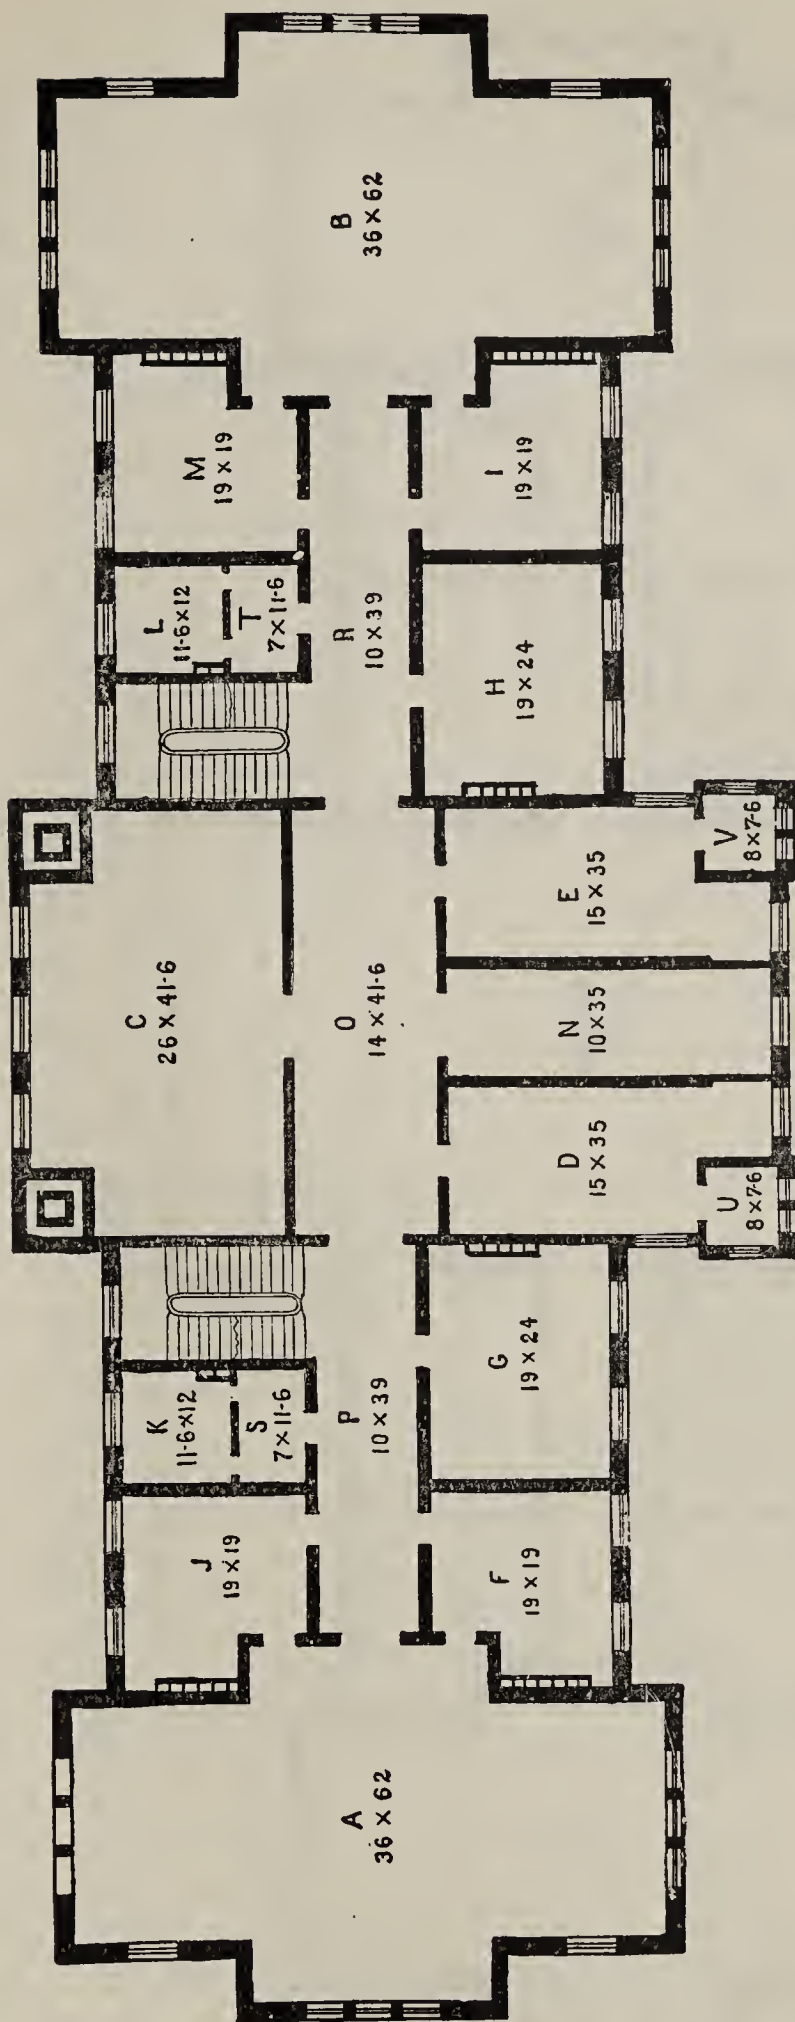 B
36 × 62
M
19 × 19
I
19 × 19
L
11-6 × 12
T
7 × 11-6
R
10 × 39
H
19 × 24
V
8 × 7-6
E
15 × 35
C
26 × 41-6
O
14 × 41-6
N
10 × 35
D
15 × 35
U
8 × 7-6
K
11-6 × 12
S
7 × 11-6
P
10 × 39
G
19 × 24
J
19 × 19
F
19 × 19
A
36 × 62